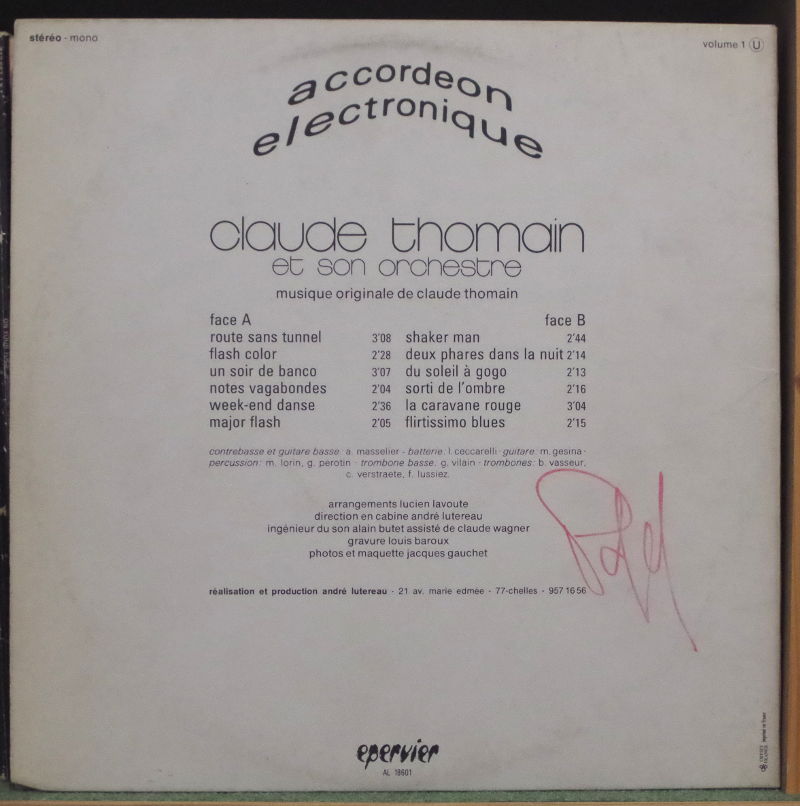 stéréo - mono
volume 1 U
accordeon
electronique
claude thomain
et son orchestre
musique originale de claude thomain
face A
route sans tunnel 3'08
flash color 2'28
un soir de banco 3'07
notes vagabondes 2'04
week-end danse 2'36
major flash 2'05
face B
shaker man 2'44
deux phares dans la nuit 2'14
du soleil à gogo 2'13
sorti de l'ombre 2'16
la caravane rouge 3'04
flirtissimo blues 2'15
contrebasse et guitare basse: a. masselier - batterie: l. ceccarelli - guitare: m. gesina -
percussion: m. lorin, g. perotin - trombone basse: g. vilain - trombones: b. vasseur,
c. verstraete, f. lussiez.
arrangements lucien lavoute
direction en cabine andré lutereau
ingénieur du son alain butet assisté de claude wagner
gravure louis baroux
photos et maquette jacques gauchet
réalisation et production andré lutereau - 21 av. marie edmée - 77-chelles - 957 16 56
epervier
AL 18601